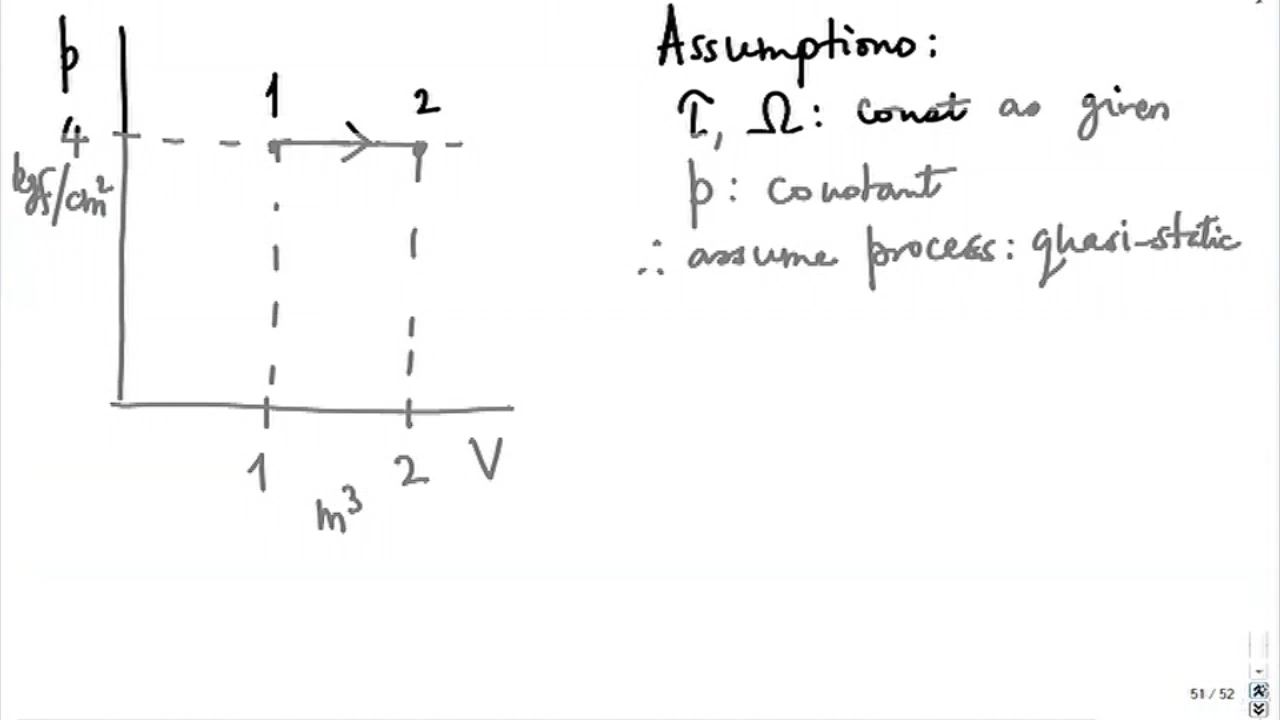 p
4
kgf/cm²
1 2
1 2 V
m³
Assumptions:
τ, Ω: const as given
p: constant
∴ assume process: quasi-static
51 / 52